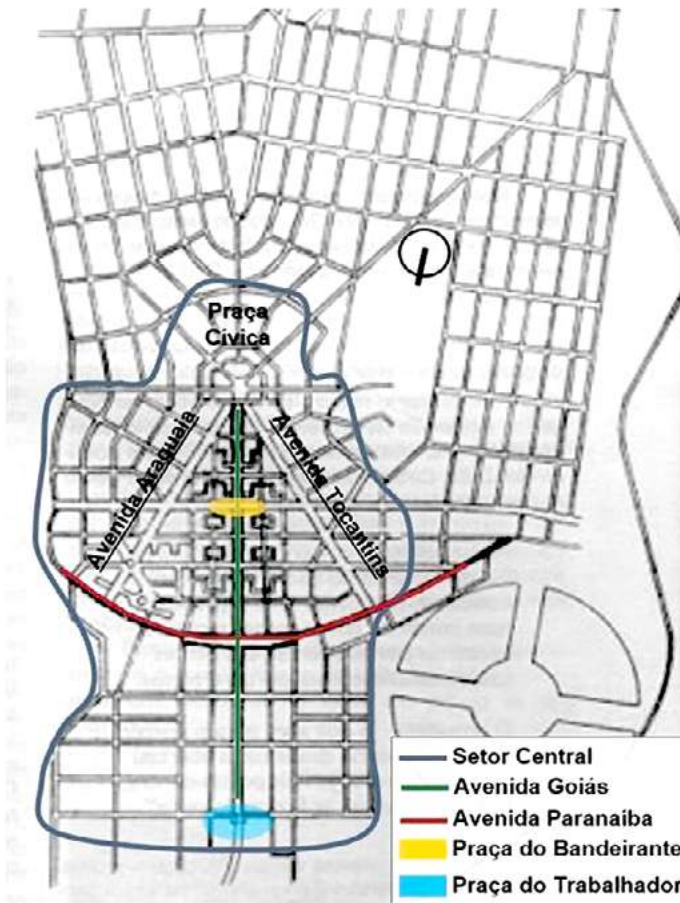 Praça
Cívica
Avenida Araguaia
Avenida Tocantins
Setor Central
Avenida Goiás
Avenida Paranaíba
Praça do Bandeirante
Praça do Trabalhador